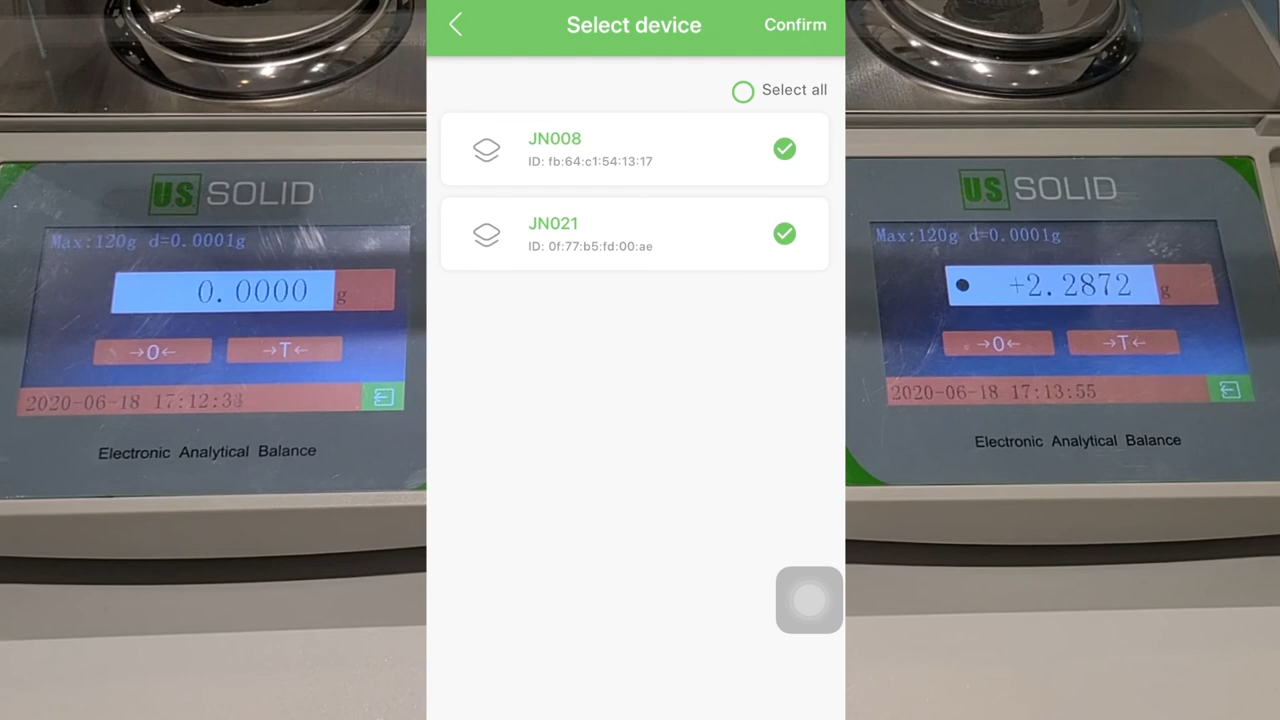 US SOLID
Max:120g d=0.0001g
0.0000 g
→0← →T←
2020-06-18 17:12:33
Electronic Analytical Balance
Select device
Confirm
Select all
JN008
ID: fb:64:c1:54:13:17
JN021
ID: 0f:77:b5:fd:00:ae
US SOLID
Max:120g d=0.0001g
+2.2872 g
→0← →T←
2020-06-18 17:13:55
Electronic Analytical Balance